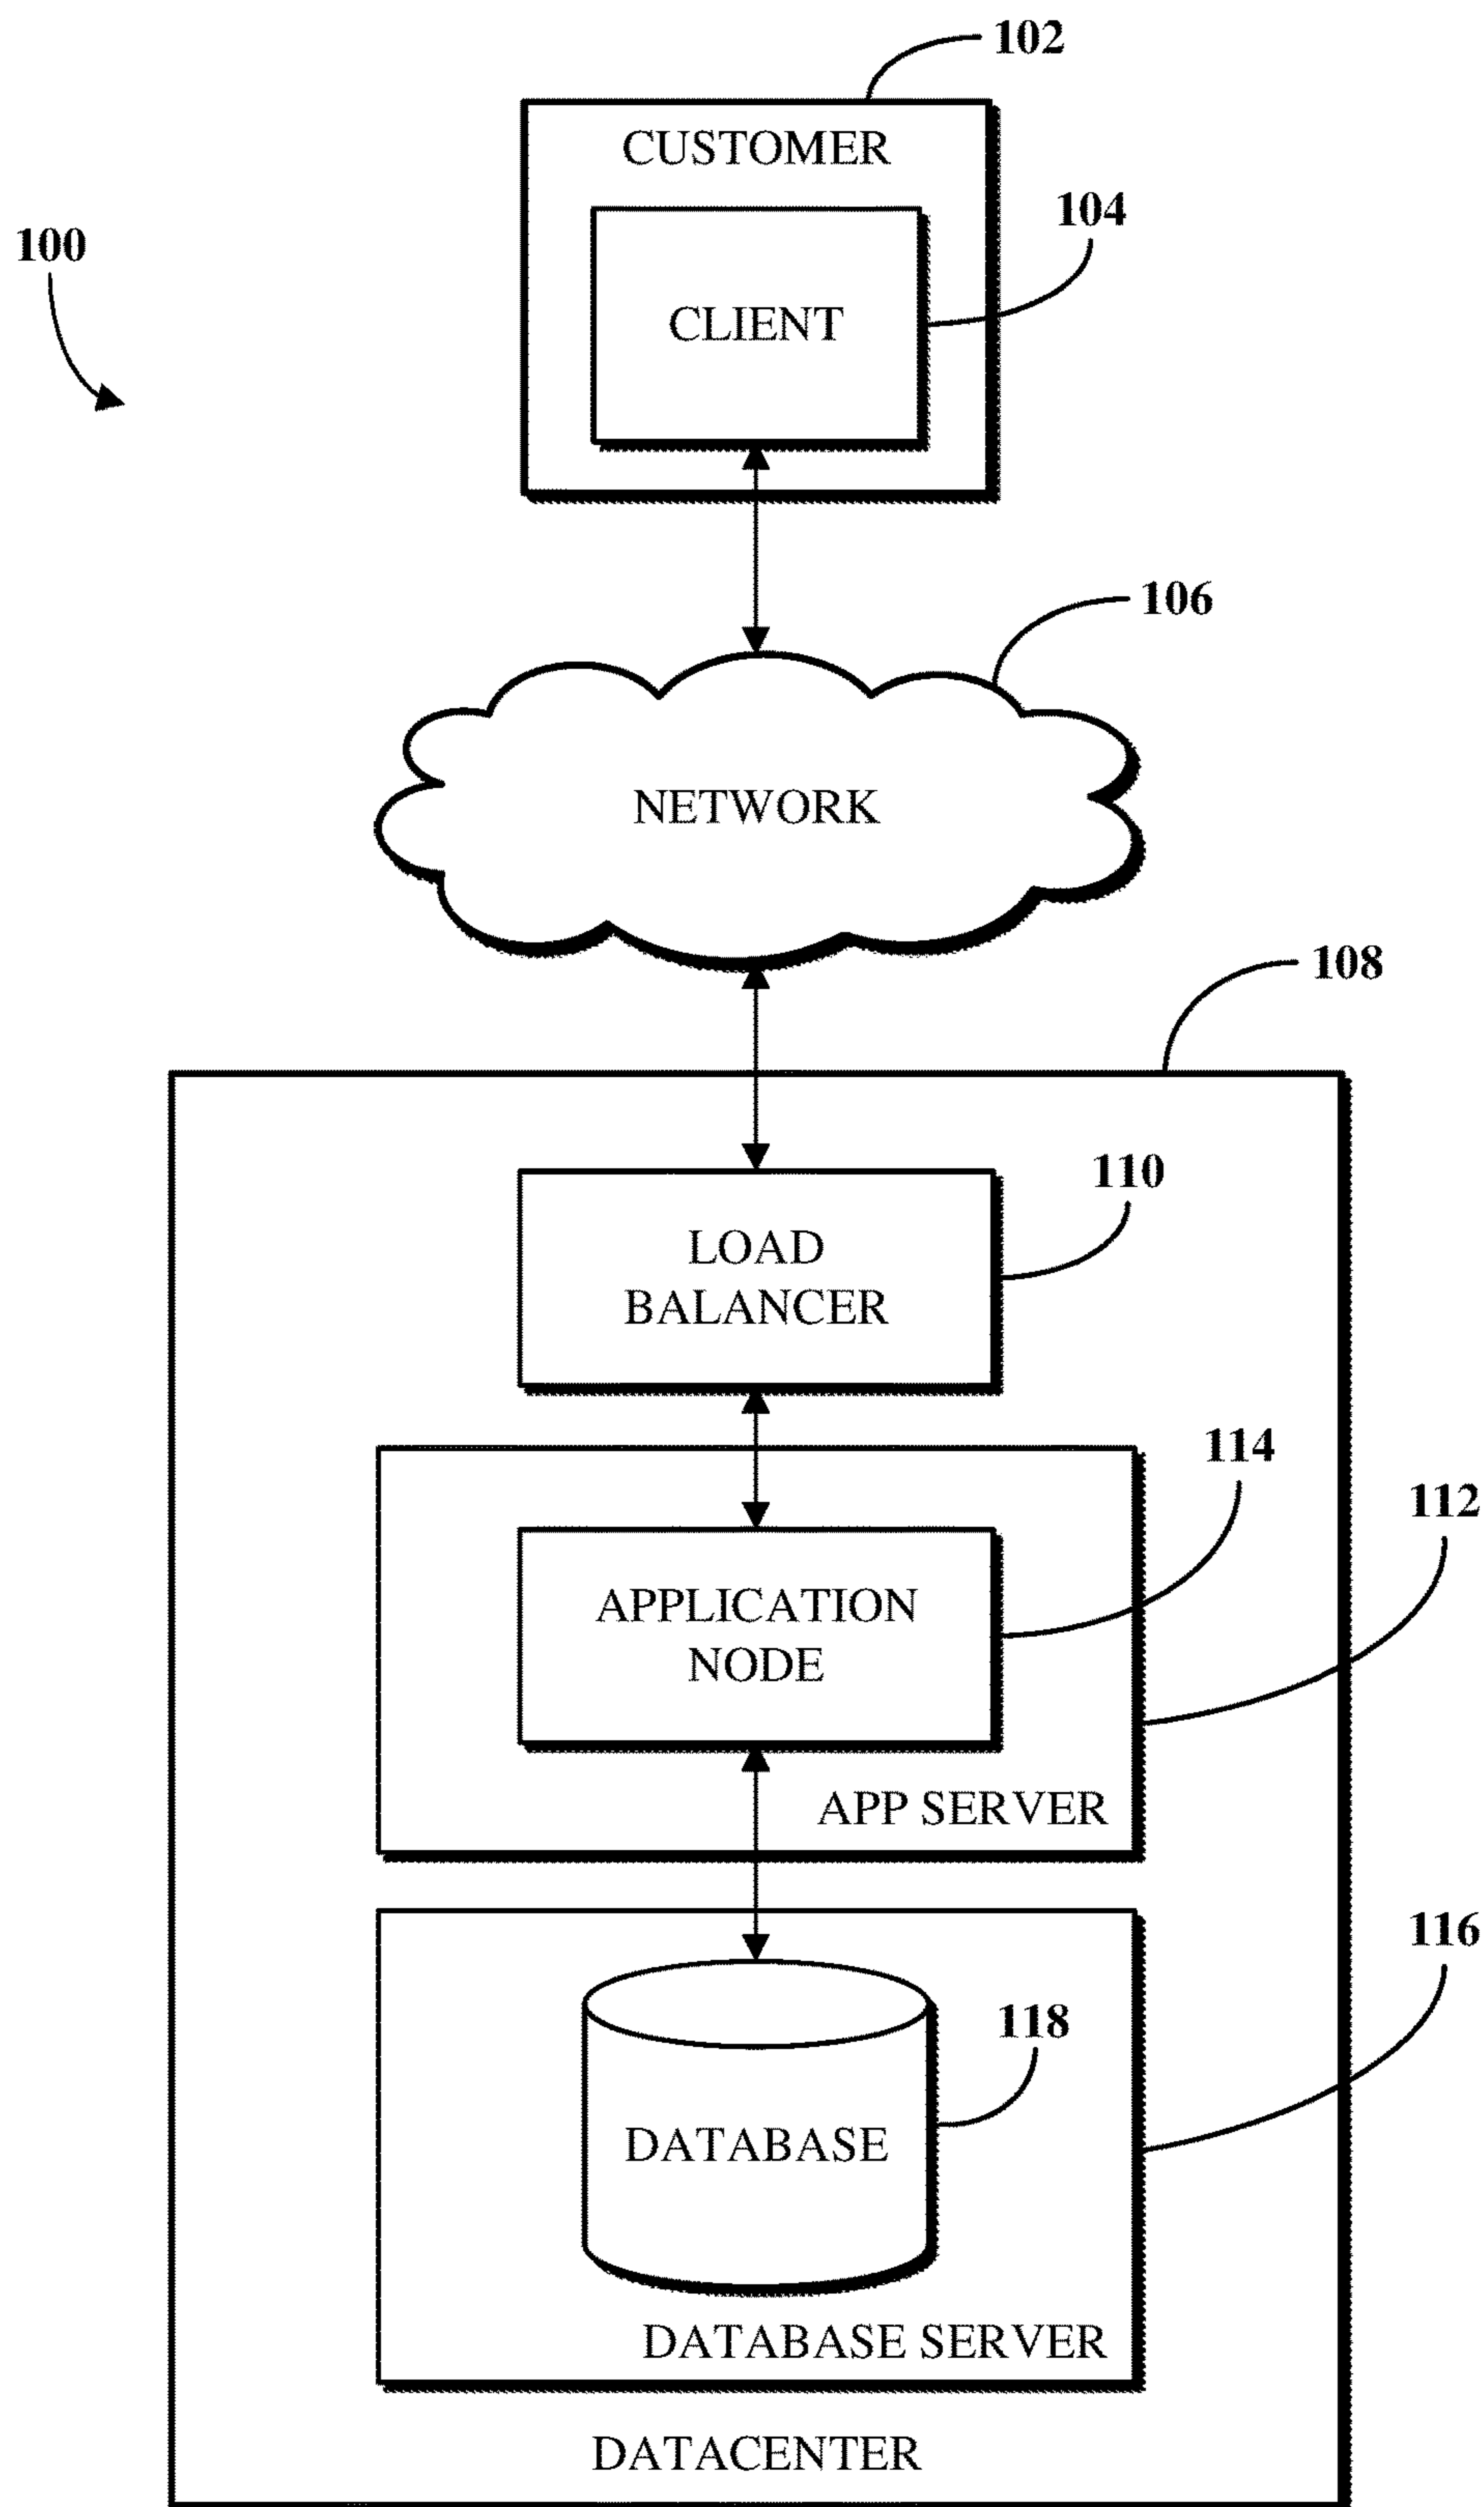 102
CUSTOMER
104
100
CLIENT
106
NETWORK
108
110
LOAD
BALANCER
114
112
APPLICATION
NODE
APP SERVER
116
118
DATABASE
DATABASE SERVER
DATACENTER